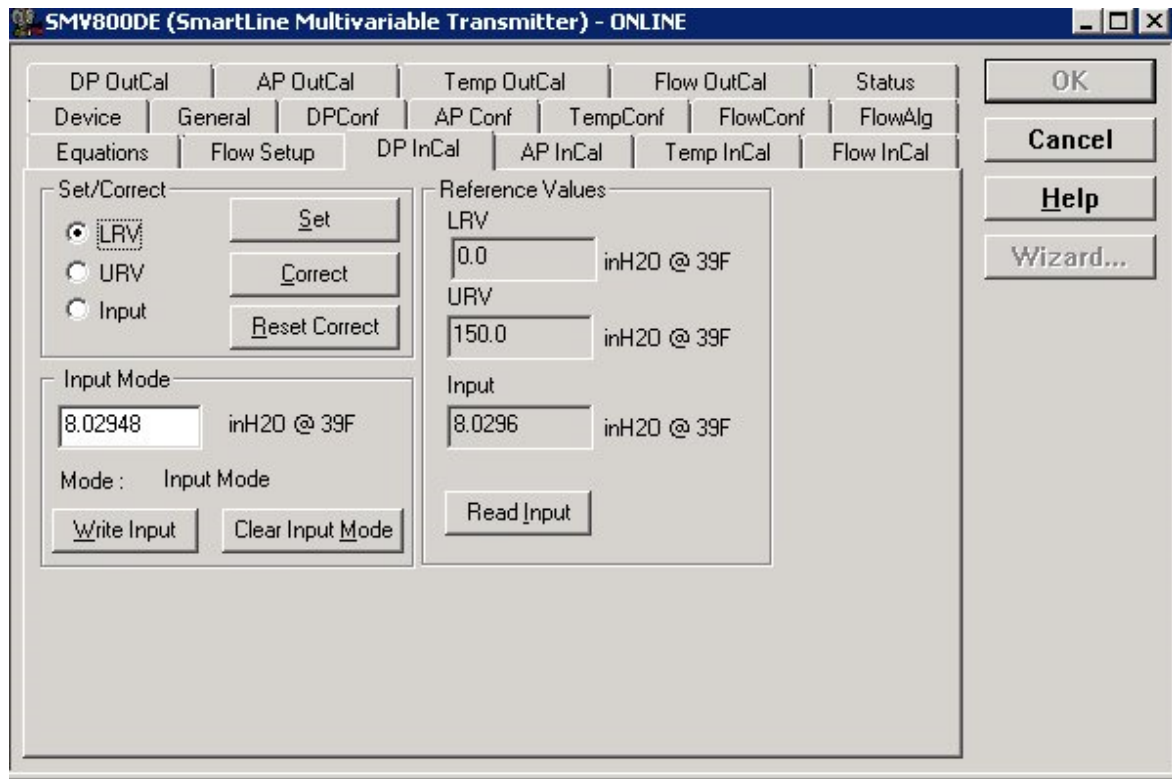 SMV800DE (SmartLine Multivariable Transmitter) - ONLINE
DP OutCal AP OutCal Temp OutCal Flow OutCal Status
Device General DPConf AP Conf TempConf FlowConf FlowAlg
Equations Flow Setup DP InCal AP InCal Temp InCal Flow InCal
OK
Cancel
Help
Wizard...
Set/Correct
LRV
URV
Input
Set
Correct
Reset Correct
Input Mode
8.02948 inH2O @ 39F
Mode : Input Mode
Write Input Clear Input Mode
Reference Values
LRV
0.0 inH2O @ 39F
URV
150.0 inH2O @ 39F
Input
8.0296 inH2O @ 39F
Read Input